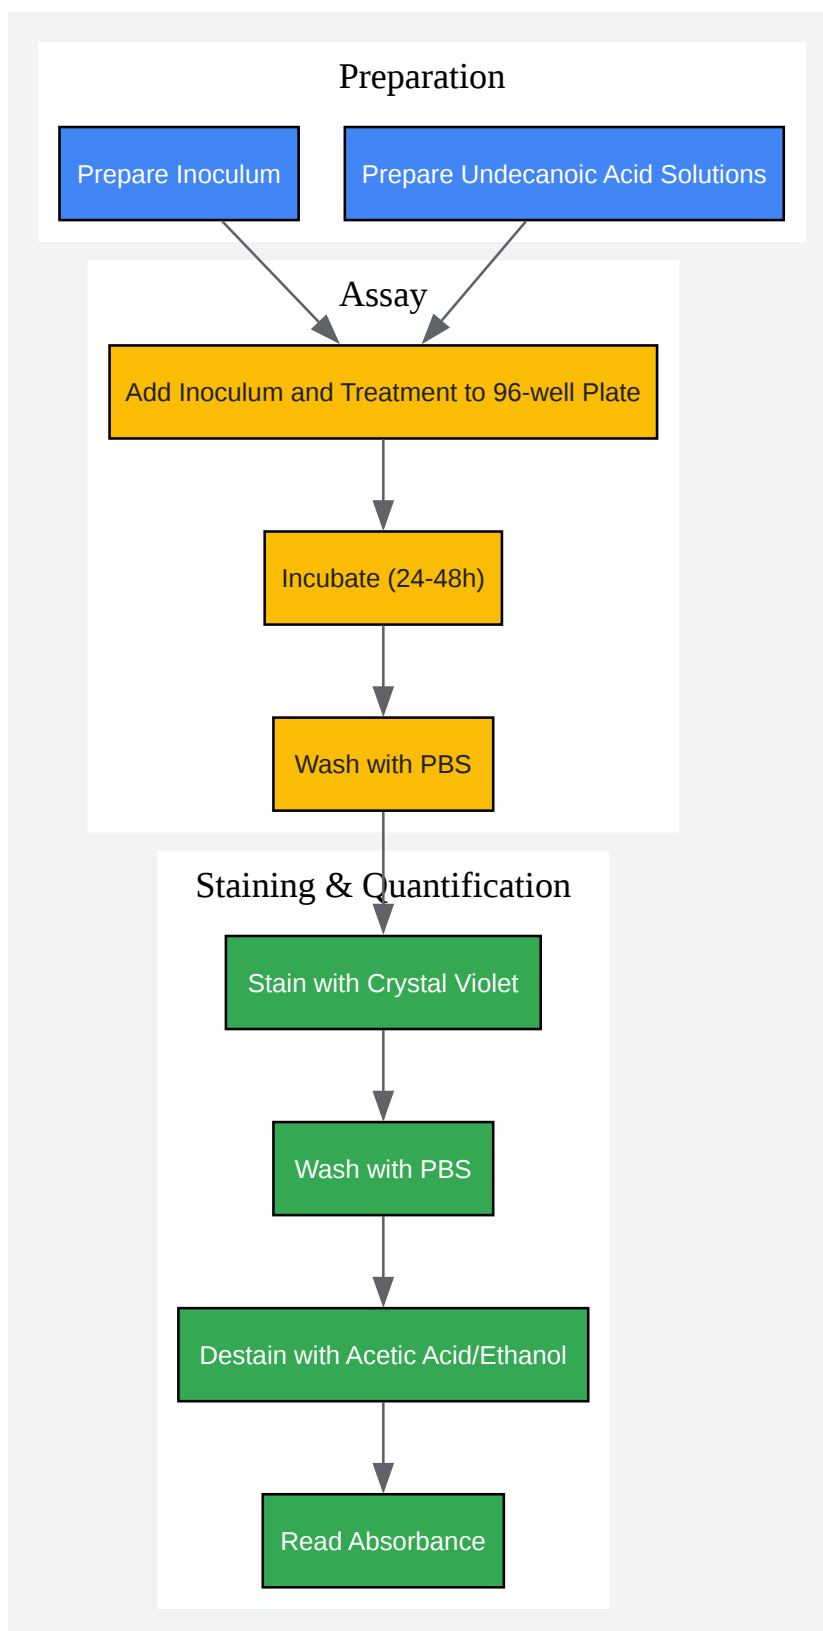 Preparation
Prepare Inoculum
Prepare Undecanoic Acid Solutions
Assay
Add Inoculum and Treatment to 96-well Plate
Incubate (24-48h)
Wash with PBS
Staining & Quantification
Stain with Crystal Violet
Wash with PBS
Destain with Acetic Acid/Ethanol
Read Absorbance